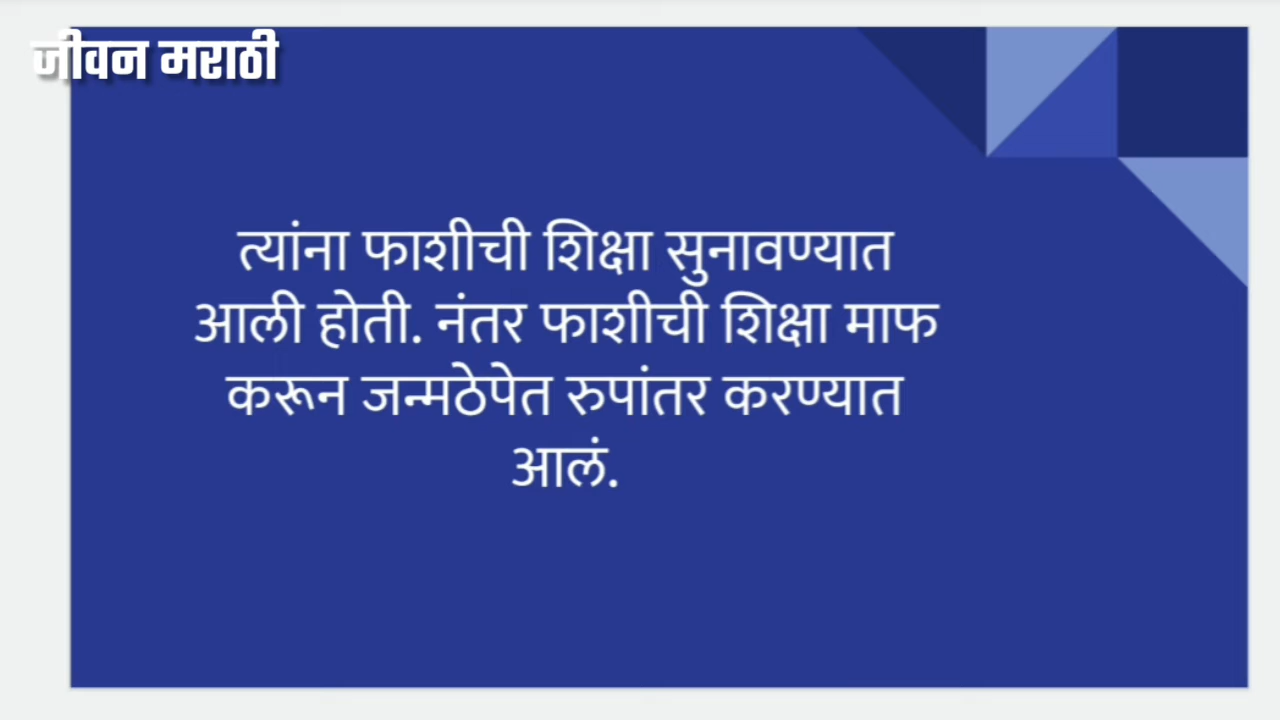 जीवन मराठी
त्यांना फाशीची शिक्षा सुनावण्यात
आली होती. नंतर फाशीची शिक्षा माफ
करून जन्मठेपेत रुपांतर करण्यात
आलं.